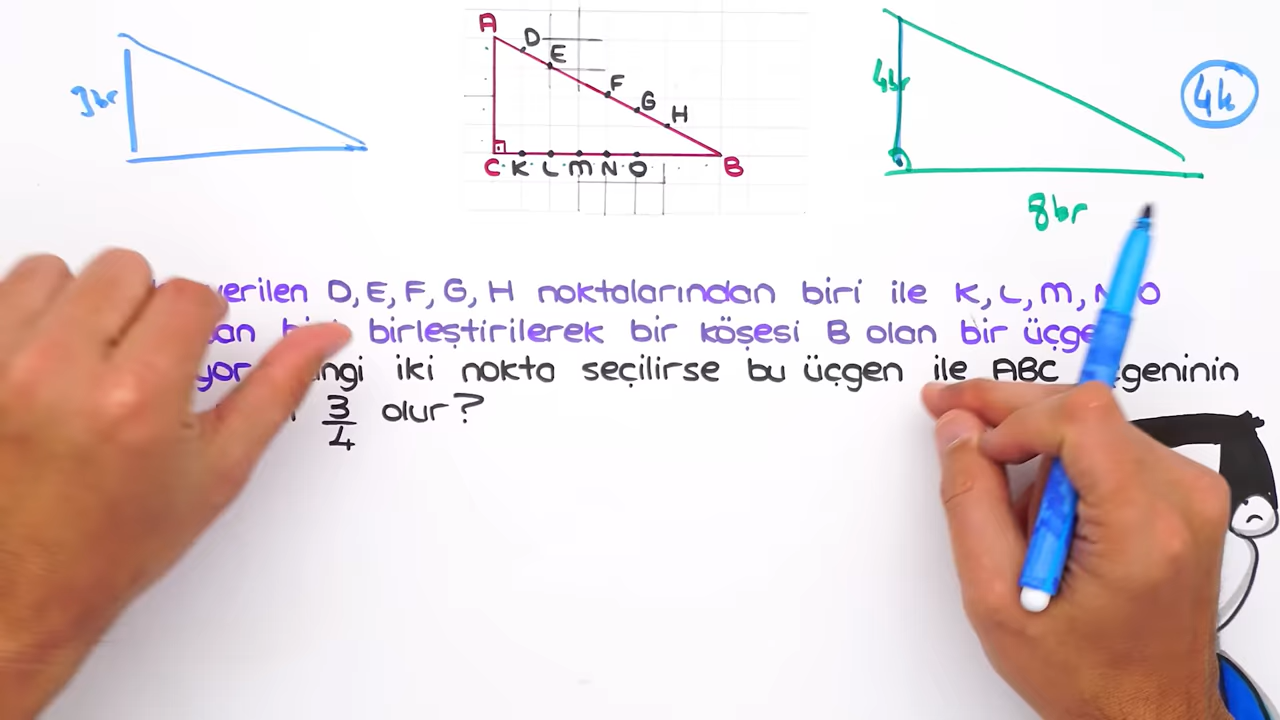 A
D
E
F
G
H
C K L M N O B
3br
4br
8br
4k
verilen D, E, F, G, H noktalarından biri ile K, L, M, N, O
birleştirilerek bir köşesi B olan bir
iki nokta seçilirse bu üçgen ile ABC
3/4 olur?